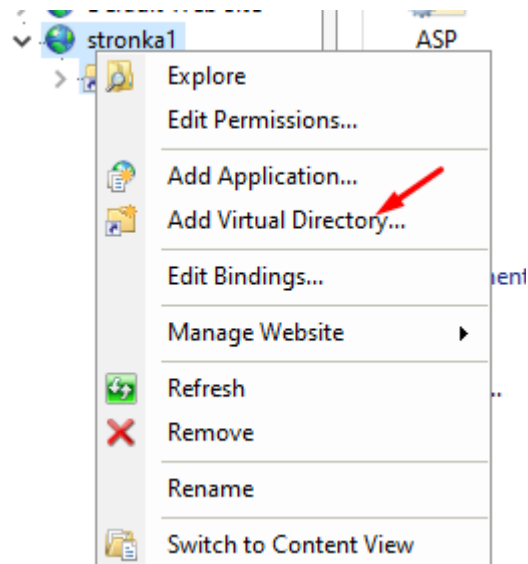 stronka1
ASP
Explore
Edit Permissions...
Add Application...
Add Virtual Directory...
Edit Bindings...
Manage Website
Refresh
Remove
Rename
Switch to Content View